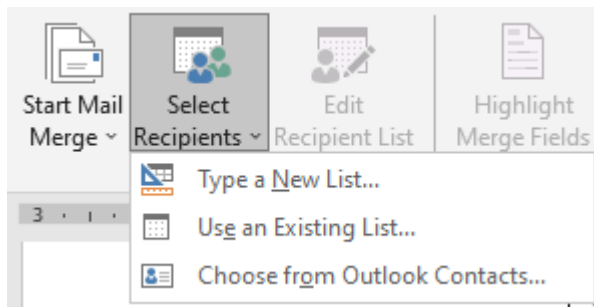 Start Mail Merge
Select Recipients
Edit Recipient List
Highlight Merge Fields
Type a New List...
Use an Existing List...
Choose from Outlook Contacts...
3